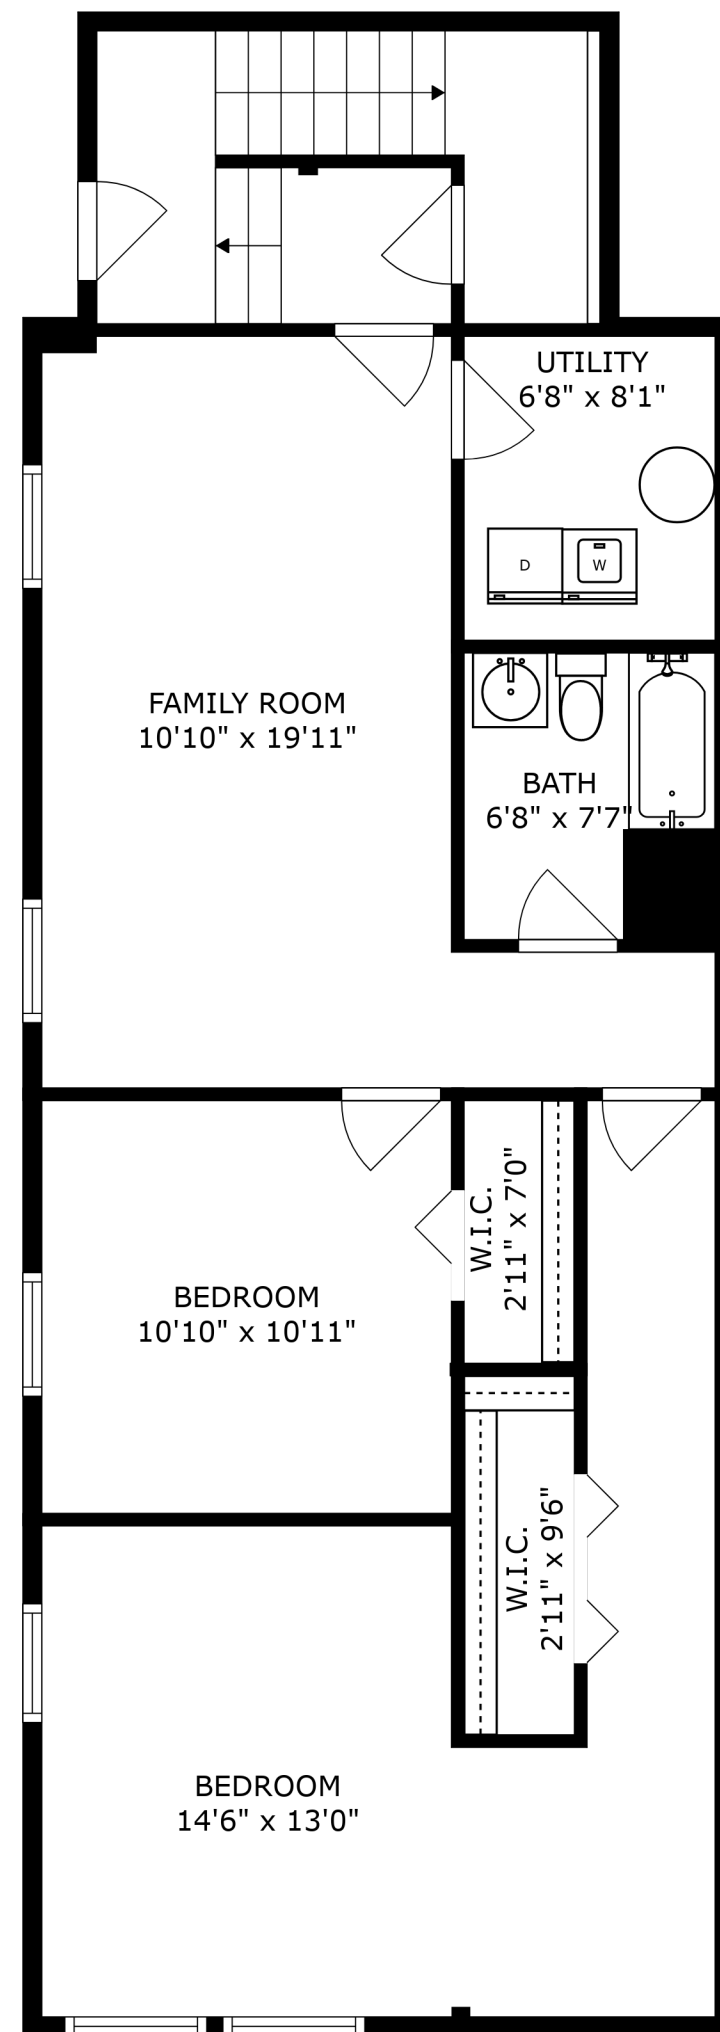 UTILITY
6'8" x 8'1"
D
W
FAMILY ROOM
10'10" x 19'11"
BATH
6'8" x 7'7"
W.I.C.
2'11" x 7'0"
BEDROOM
10'10" x 10'11"
W.I.C.
2'11" x 9'6"
BEDROOM
14'6" x 13'0"